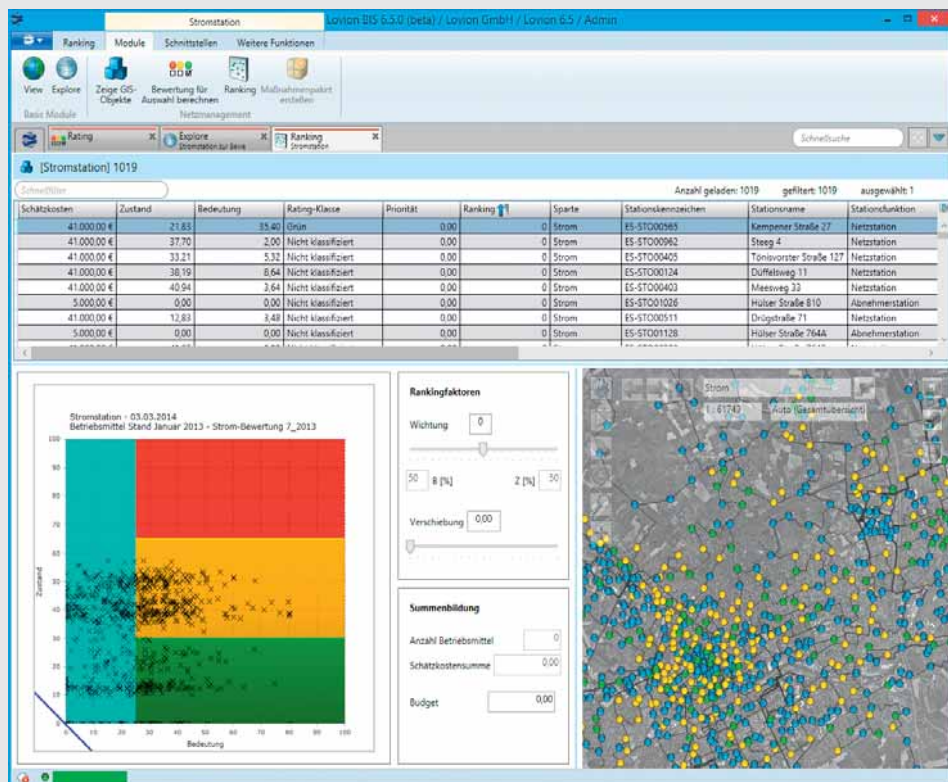 Stromstation
Lovion BIS 6.5.0 (beta) / Lovion GmbH / Lovion 6.5 / Admin
Ranking Module Schnittstellen Weitere Funktionen
View Explore Zeige GIS- Bewertung für Ranking Maßnahmenpaket
Objekte Auswahl berechnen erstellen
Basic Module Netzmanagement
Rating Explore Ranking Schnellsuche
Stromstation zur Bewe Stromstation
[Stromstation] 1019
Schnellfilter Anzahl geladen: 1019 gefiltert: 1019 ausgewählt: 1
Schätzkosten Zustand Bedeutung Rating-Klasse Priorität Ranking Sparte Stationskennzeichen Stationsname Stationsfunktion
41.000,00 € 21,83 35,40 Grün 0,00 0 Strom ES-STO00565 Kempener Straße 27 Netzstation
41.000,00 € 37,70 2,00 Nicht klassifiziert 0,00 0 Strom ES-STO00962 Steeg 4 Netzstation
41.000,00 € 33,21 5,32 Nicht klassifiziert 0,00 0 Strom ES-STO00405 Tönisvorster Straße 127 Netzstation
41.000,00 € 38,19 8,64 Nicht klassifiziert 0,00 0 Strom ES-STO00124 Düffelsweg 11 Netzstation
41.000,00 € 40,94 3,64 Nicht klassifiziert 0,00 0 Strom ES-STO00403 Meesweg 33 Netzstation
5.000,00 € 0,00 0,00 Nicht klassifiziert 0,00 0 Strom ES-STO01026 Hülser Straße 810 Abnehmerstation
41.000,00 € 12,83 3,48 Nicht klassifiziert 0,00 0 Strom ES-STO00511 Drügstraße 71 Netzstation
5.000,00 € 0,00 0,00 Nicht klassifiziert 0,00 0 Strom ES-STO01128 Hülser Straße 764A Abnehmerstation
Stromstation - 03.03.2014
Betriebsmittel Stand Januar 2013 - Strom-Bewertung 7_2013
100
90
80
70
60
50
40
30
20
10
0
Zustand
0 10 20 30 40 50 60 70 80 90 100
Bedeutung
Rankingfaktoren
Wichtung 0
50 B [%] Z [%] 50
Verschiebung 0,00
Summenbildung
Anzahl Betriebsmittel 0
Schätzkostensumme 0,00
Budget 0,00
Strom
1 : 61743 Auto (Gesamtübersicht)